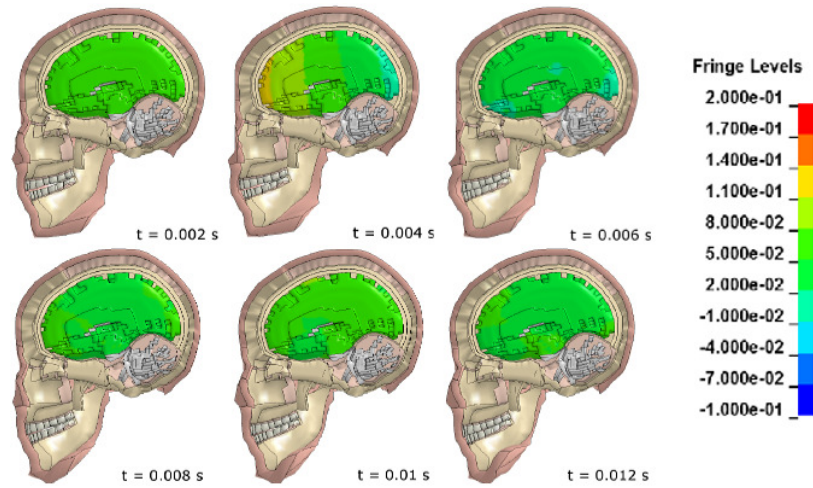 t = 0.002 s
t = 0.004 s
t = 0.006 s
t = 0.008 s
t = 0.01 s
t = 0.012 s
Fringe Levels
2.000e-01
1.700e-01
1.400e-01
1.100e-01
8.000e-02
5.000e-02
2.000e-02
-1.000e-02
-4.000e-02
-7.000e-02
-1.000e-01